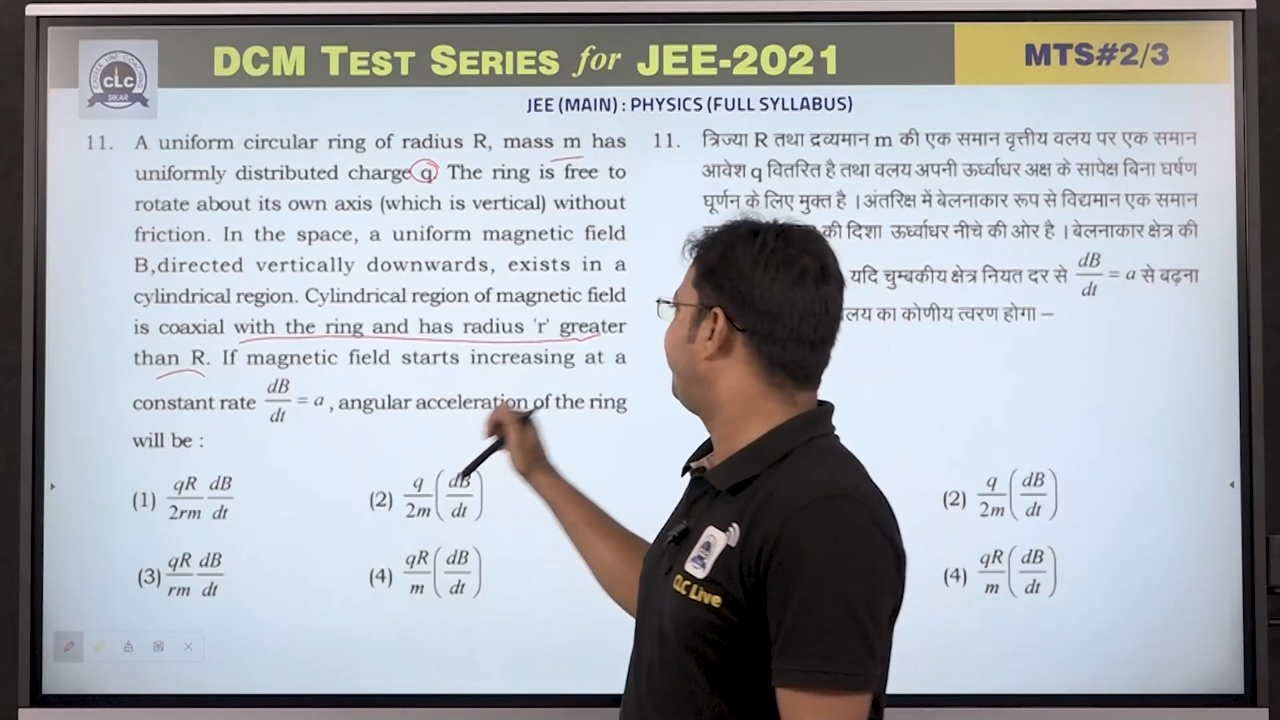 DCM TEST SERIES for JEE-2021
MTS#2/3
CLC
SIKAR
JEE (MAIN) : PHYSICS (FULL SYLLABUS)
11. A uniform circular ring of radius R, mass m has
uniformly distributed charge q The ring is free to
rotate about its own axis (which is vertical) without
friction. In the space, a uniform magnetic field
B,directed vertically downwards, exists in a
cylindrical region. Cylindrical region of magnetic field
is coaxial with the ring and has radius 'r' greater
than R. If magnetic field starts increasing at a
constant rate dB/dt = a , angular acceleration of the ring
will be :
(1) qR/2rm dB/dt
(2) q/2m (dB/dt)
(3) qR/rm dB/dt
(4) qR/m (dB/dt)
11. त्रिज्या R तथा द्रव्यमान m की एक समान वृत्तीय वलय पर एक समान
आवेश q वितरित है तथा वलय अपनी ऊर्ध्वाधर अक्ष के सापेक्ष बिना घर्षण
घूर्णन के लिए मुक्त है । अंतरिक्ष में बेलनाकार रूप से विद्यमान एक समान
की दिशा ऊर्ध्वाधर नीचे की ओर है । बेलनाकार क्षेत्र की
यदि चुम्बकीय क्षेत्र नियत दर से dB/dt = a से बढ़ना
का कोणीय त्वरण होगा –
(2) q/2m (dB/dt)
(4) qR/m (dB/dt)
CLC Live